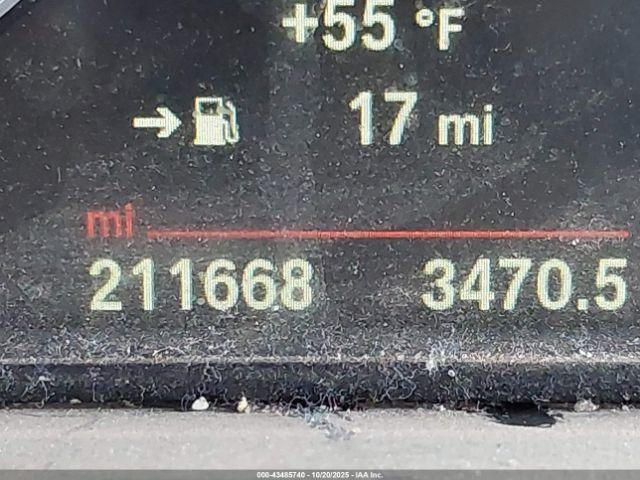 +55 °F
→ 17 mi
mi
211668 3470.5
000-43485740 - 10/20/2025 - IAA Inc.